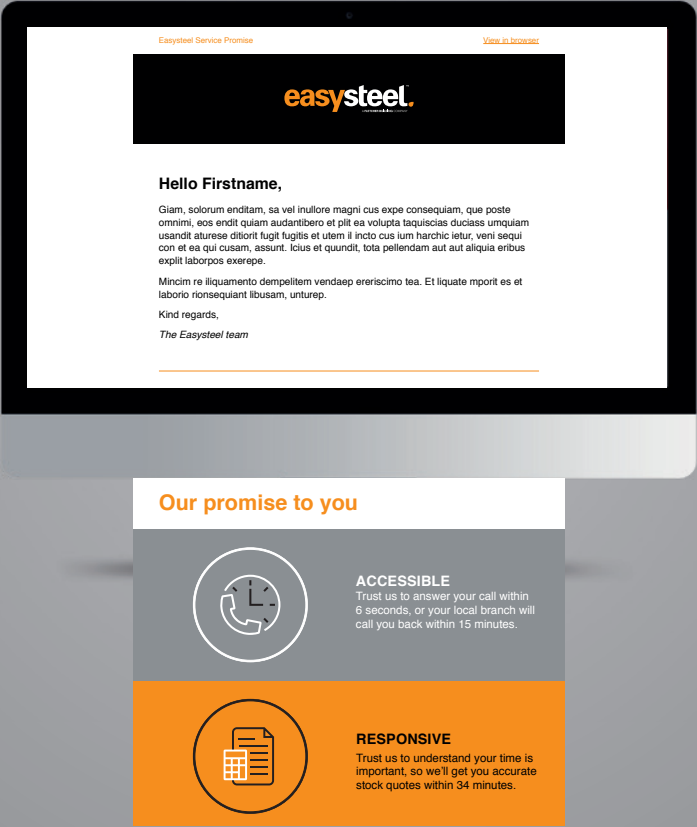 Easysteel Service Promise
View in browser
easysteel.
Hello Firstname,
Giam, solorum enditam, sa vel inullore magni cus expe consequiam, que poste
omnimi, eos endit quiam audantibero et plit ea volupta taquiscias duciass umquiam
usandit aturese ditiorit fugit fugitis et utem il incto cus ium harchic ietur, veni sequi
con et ea qui cusam, assunt. Icius et quundit, tota pellendam aut aut aliquia eribus
explit laborpos exerepe.
Mincim re iliquamento dempelitem vendaep ereriscimo tea. Et liquate mporit es et
laborio rionsequiant libusam, unturep.
Kind regards,
The Easysteel team
Our promise to you
ACCESSIBLE
Trust us to answer your call within
6 seconds, or your local branch will
call you back within 15 minutes.
RESPONSIVE
Trust us to understand your time is
important, so we'll get you accurate
stock quotes within 34 minutes.